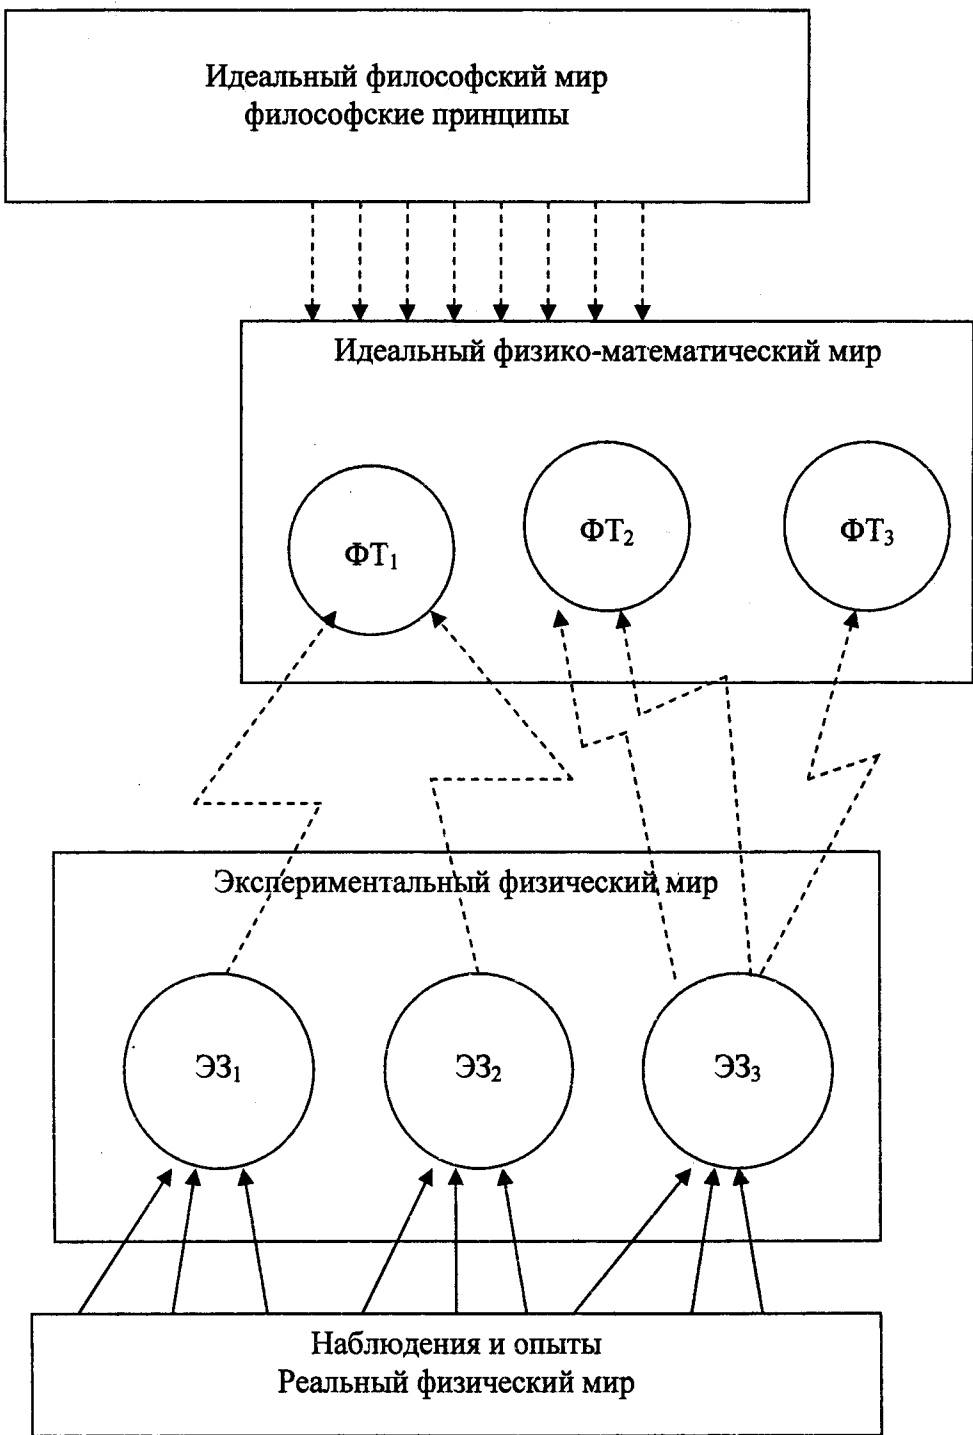 Идеальный философский мир
философские принципы
Идеальный физико-математический мир
ФТ₁
ФТ₂
ФТ₃
Экспериментальный физический мир
ЭЗ₁
ЭЗ₂
ЭЗ₃
Наблюдения и опыты
Реальный физический мир